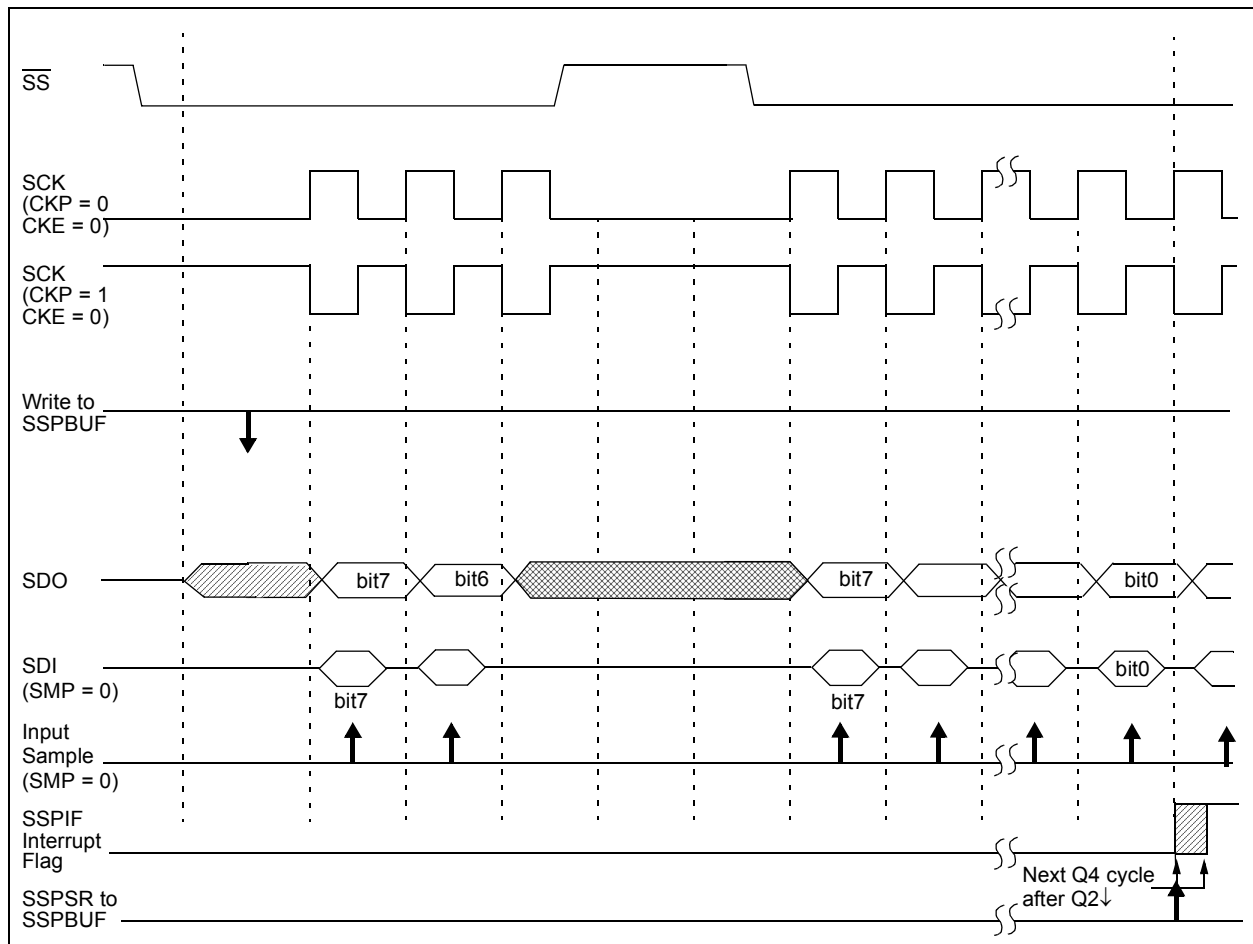 SS
SCK
(CKP = 0
CKE = 0)
SCK
(CKP = 1
CKE = 0)
Write to
SSPBUF
SDO
bit7
bit6
bit7
bit0
SDI
(SMP = 0)
bit7
bit7
bit0
Input
Sample
(SMP = 0)
SSPIF
Interrupt
Flag
Next Q4 cycle
after Q2↓
SSPSR to
SSPBUF